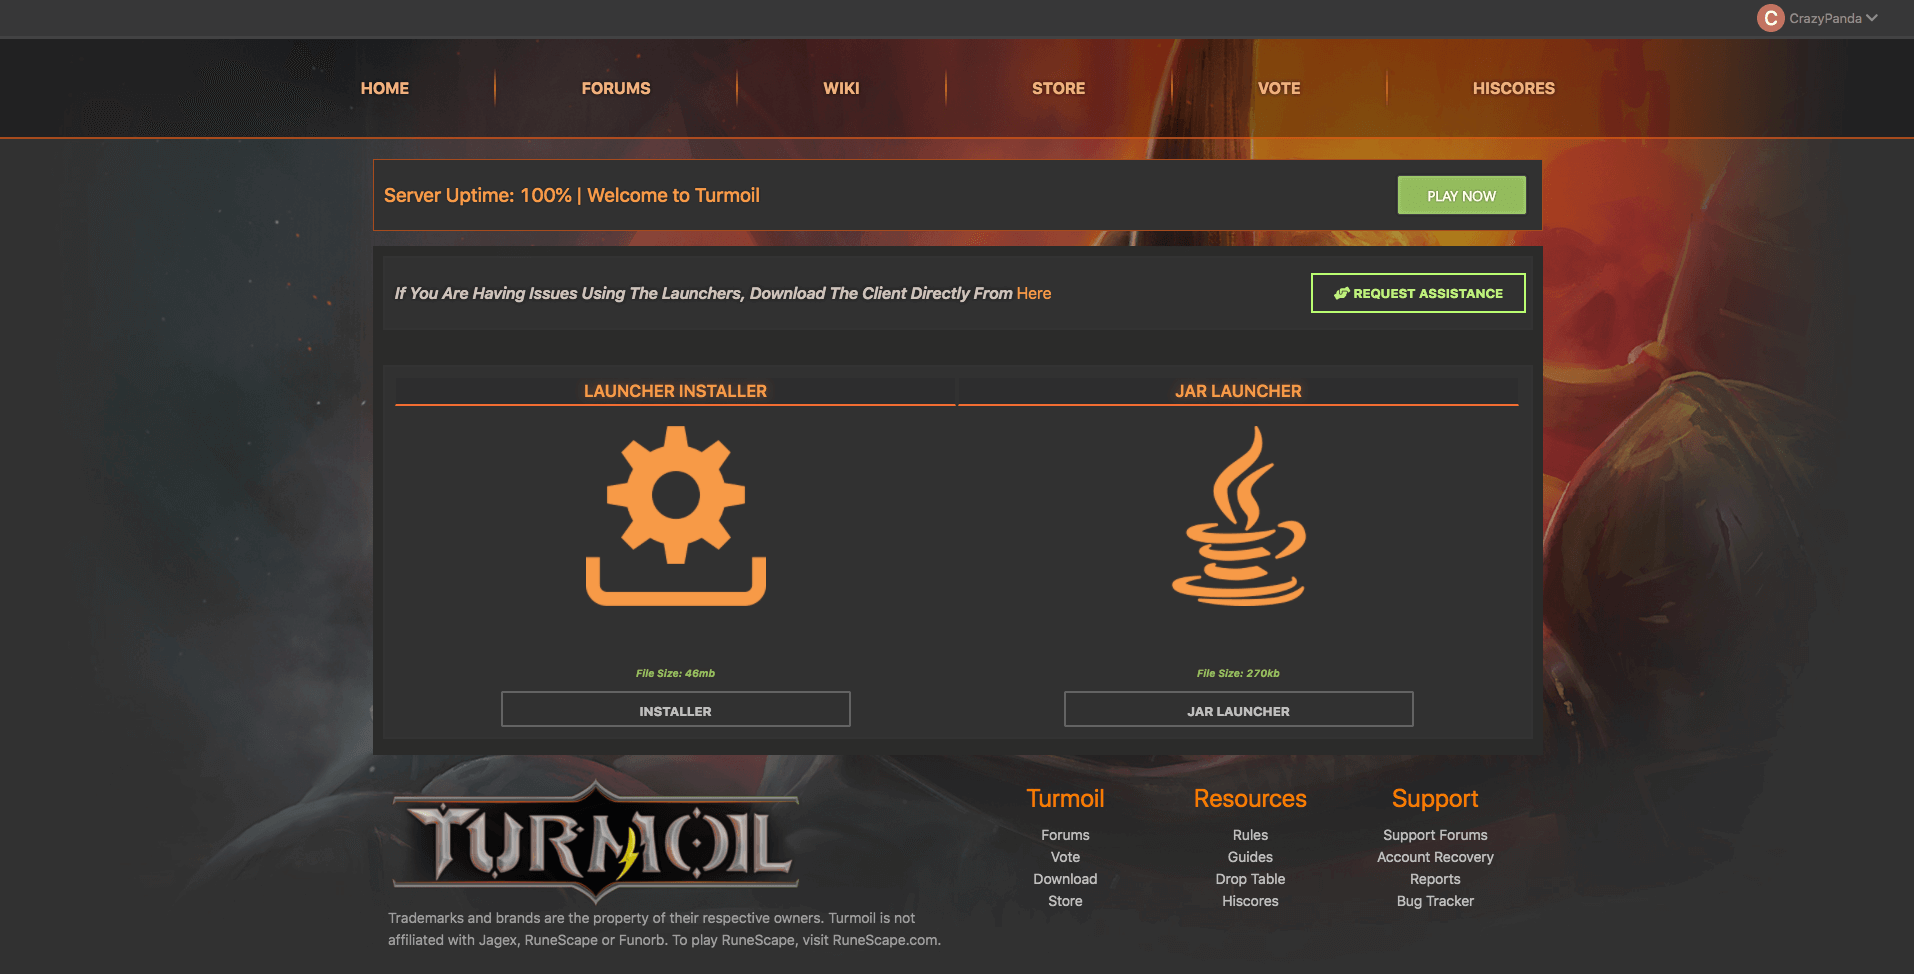 C CrazyPanda
HOME FORUMS WIKI STORE VOTE HISCORES
Server Uptime: 100% | Welcome to Turmoil
PLAY NOW
If You Are Having Issues Using The Launchers, Download The Client Directly From Here
REQUEST ASSISTANCE
LAUNCHER INSTALLER
File Size: 46mb
INSTALLER
JAR LAUNCHER
File Size: 270kb
JAR LAUNCHER
TURMOIL
Trademarks and brands are the property of their respective owners. Turmoil is not
affiliated with Jagex, RuneScape or Funorb. To play RuneScape, visit RuneScape.com.
Turmoil
Forums
Vote
Download
Store
Resources
Rules
Guides
Drop Table
Hiscores
Support
Support Forums
Account Recovery
Reports
Bug Tracker